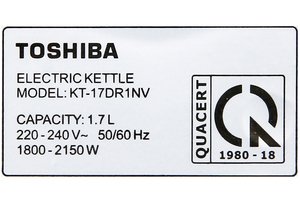 TOSHIBA
ELECTRIC KETTLE
MODEL: KT-17DR1NV
CAPACITY: 1.7 L
220 - 240 V~ 50/60 Hz
1800 - 2150 W
QUACERT
1980 - 18